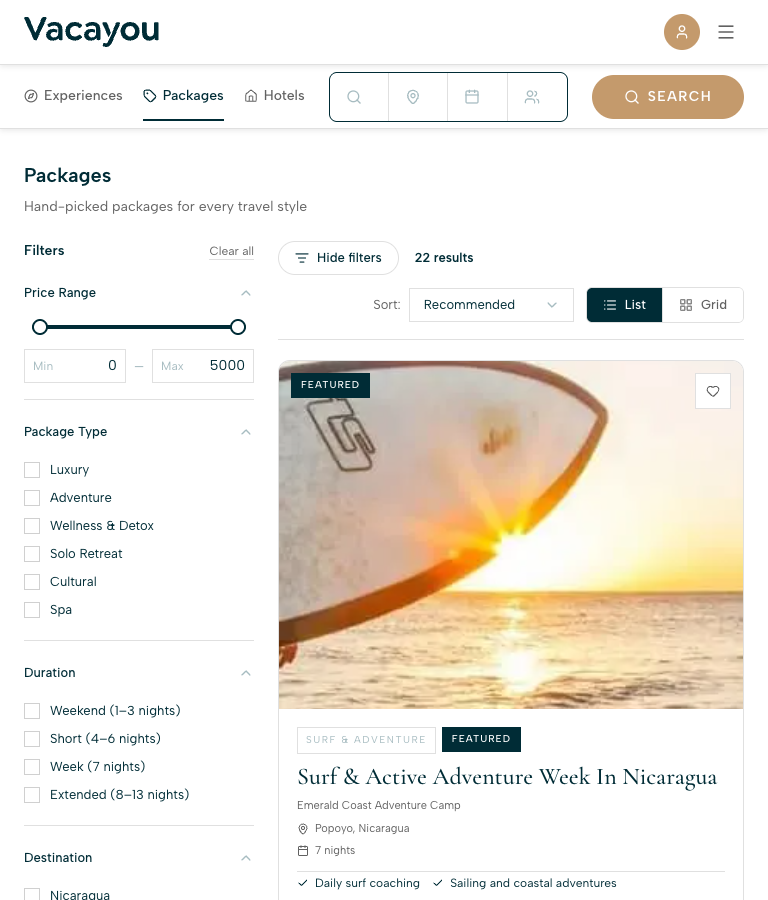 Vacayou
Experiences
Packages
Hotels
SEARCH
Packages
Hand-picked packages for every travel style
Filters
Clear all
Price Range
Min 0 – Max 5000
Package Type
Luxury
Adventure
Wellness & Detox
Solo Retreat
Cultural
Spa
Duration
Weekend (1–3 nights)
Short (4–6 nights)
Week (7 nights)
Extended (8–13 nights)
Destination
Nicaragua
Hide filters
22 results
Sort: Recommended
List
Grid
FEATURED
SURF & ADVENTURE
FEATURED
Surf & Active Adventure Week In Nicaragua
Emerald Coast Adventure Camp
Popoyo, Nicaragua
7 nights
Daily surf coaching
Sailing and coastal adventures